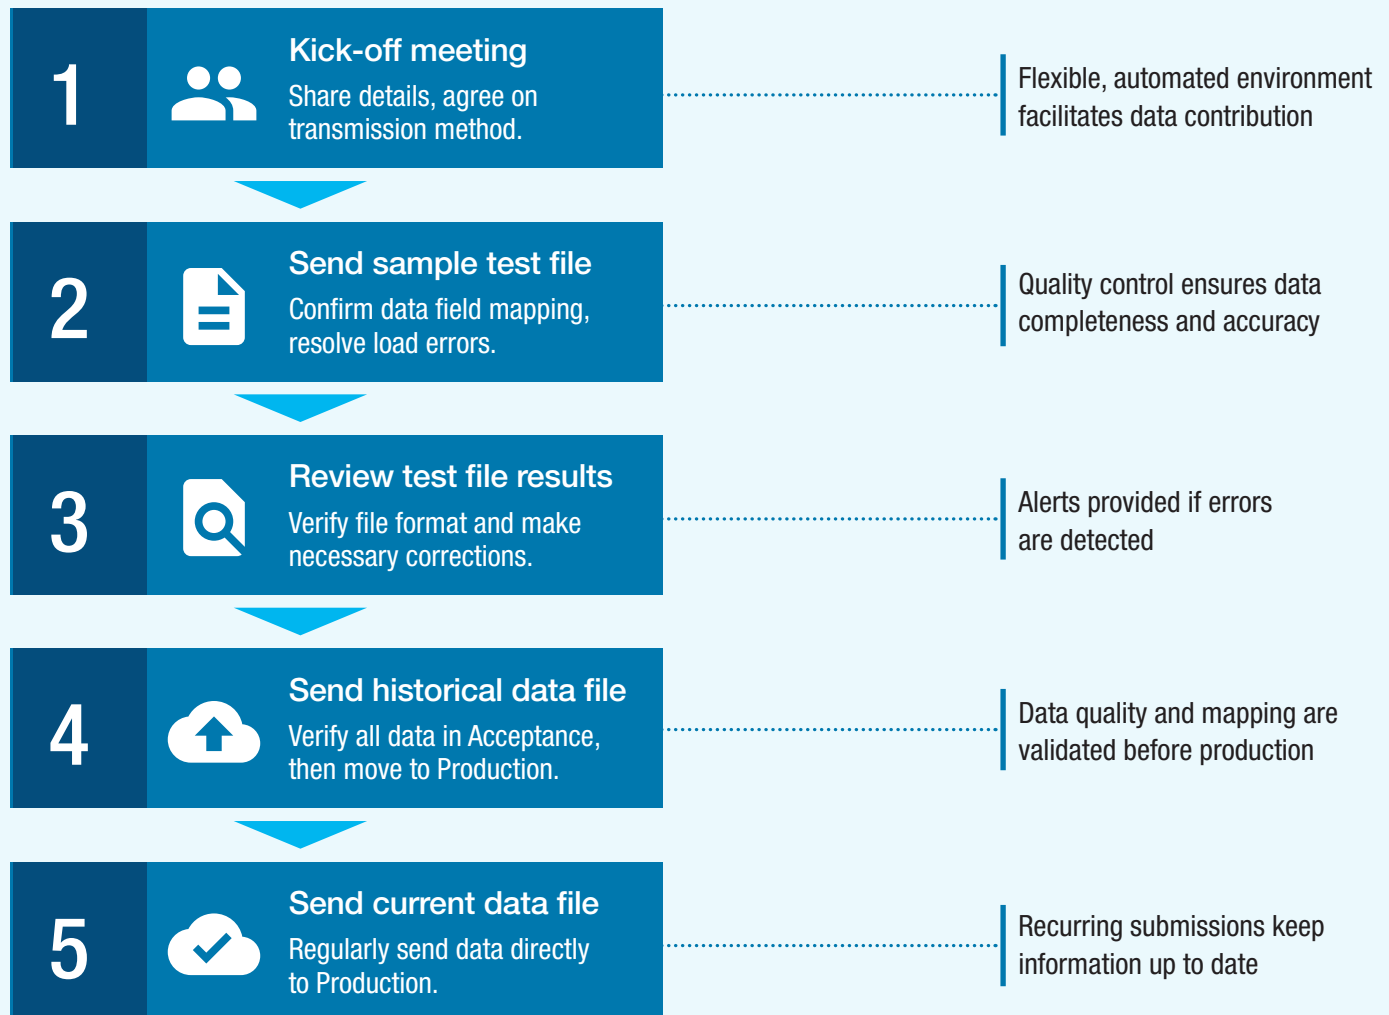 1
Kick-off meeting
Share details, agree on
transmission method.
Flexible, automated environment
facilitates data contribution
2
Send sample test file
Confirm data field mapping,
resolve load errors.
Quality control ensures data
completeness and accuracy
3
Review test file results
Verify file format and make
necessary corrections.
Alerts provided if errors
are detected
4
Send historical data file
Verify all data in Acceptance,
then move to Production.
Data quality and mapping are
validated before production
5
Send current data file
Regularly send data directly
to Production.
Recurring submissions keep
information up to date